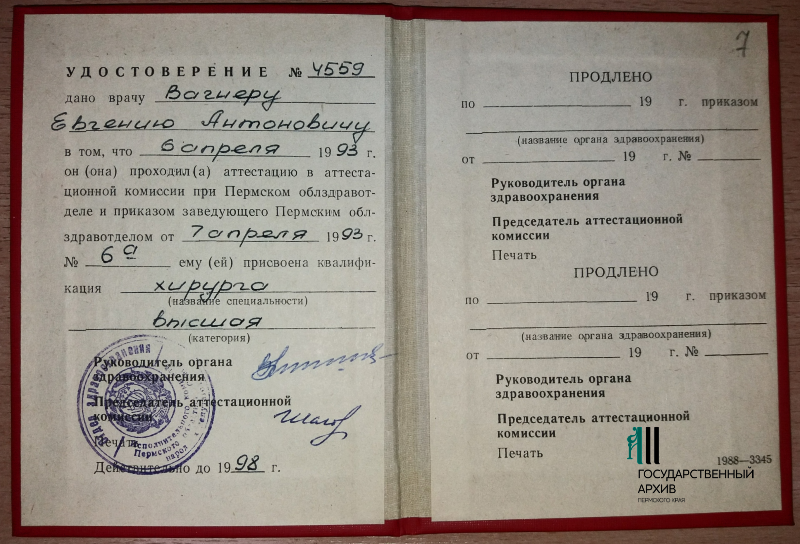 УДОСТОВЕРЕНИЕ № 4559
дано врачу Вагнеру
Евгению Антоновичу
в том, что 6 апреля 1993 г.
он (она) проходил(а) аттестацию в аттеста-
ционной комиссии при Пермском облздравот-
деле и приказом заведующего Пермским обл-
здравотделом от 7 апреля 1993 г.
№ 6а ему (ей) присвоена квалифи-
кация хирурга
(название специальности)
высшая
(категория)
Руководитель органа
здравоохранения
Председатель аттестационной
комиссии
Печать
Действительно до 1998 г.
отдел здравоохранения
Исполнительного
Пермского
народ
7
ПРОДЛЕНО
по 19 г. приказом
(название органа здравоохранения)
от 19 г. №
Руководитель органа
здравоохранения
Председатель аттестационной
комиссии
Печать
ПРОДЛЕНО
по 19 г. приказом
(название органа здравоохранения)
от 19 г. №
Руководитель органа
здравоохранения
Председатель аттестационной
комиссии
Печать
1988—3345
ГОСУДАРСТВЕННЫЙ
АРХИВ
ПЕРМСКОГО КРАЯ